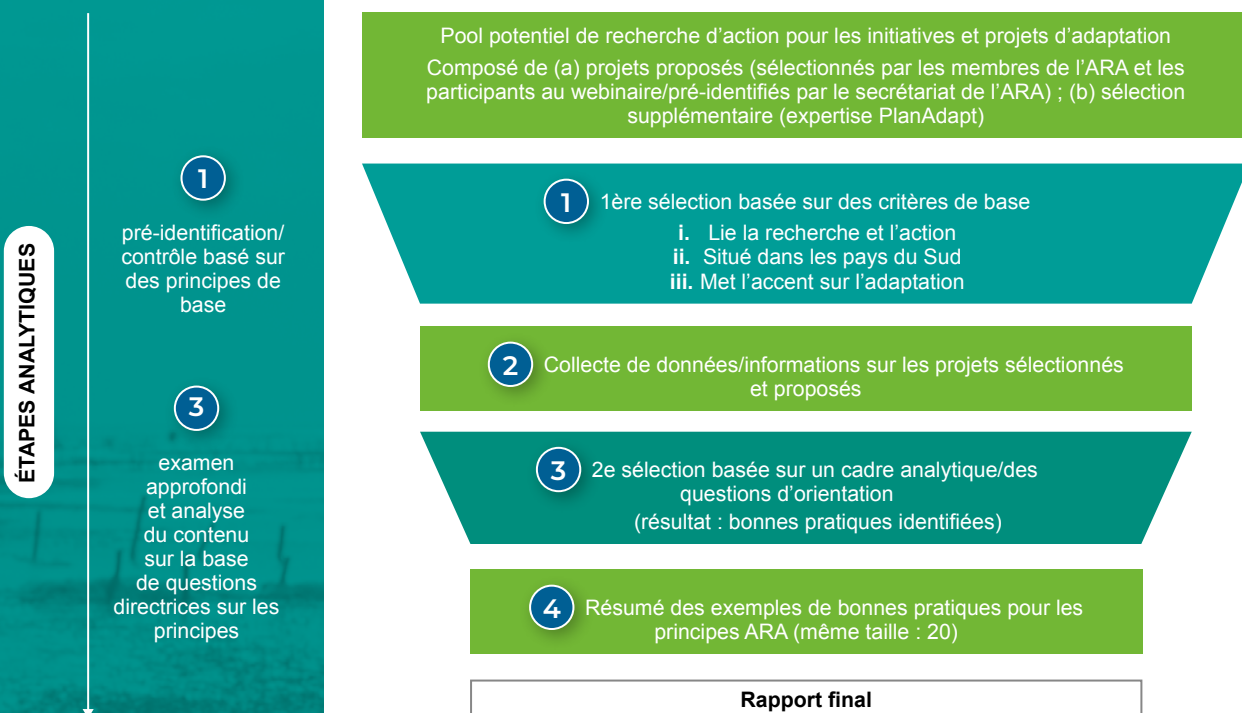 ÉTAPES ANALYTIQUES
1
pré-identification/
contrôle basé sur
des principes de
base
3
examen
approfondi
et analyse
du contenu
sur la base
de questions
directrices sur les
principes
Pool potentiel de recherche d’action pour les initiatives et projets d’adaptation
Composé de (a) projets proposés (sélectionnés par les membres de l’ARA et les
participants au webinaire/pré-identifiés par le secrétariat de l’ARA) ; (b) sélection
supplémentaire (expertise PlanAdapt)
1 1ère sélection basée sur des critères de base
i. Lie la recherche et l’action
ii. Situé dans les pays du Sud
iii. Met l’accent sur l’adaptation
2 Collecte de données/informations sur les projets sélectionnés
et proposés
3 2e sélection basée sur un cadre analytique/des
questions d’orientation
(résultat : bonnes pratiques identifiées)
4 Résumé des exemples de bonnes pratiques pour les
principes ARA (même taille : 20)
Rapport final